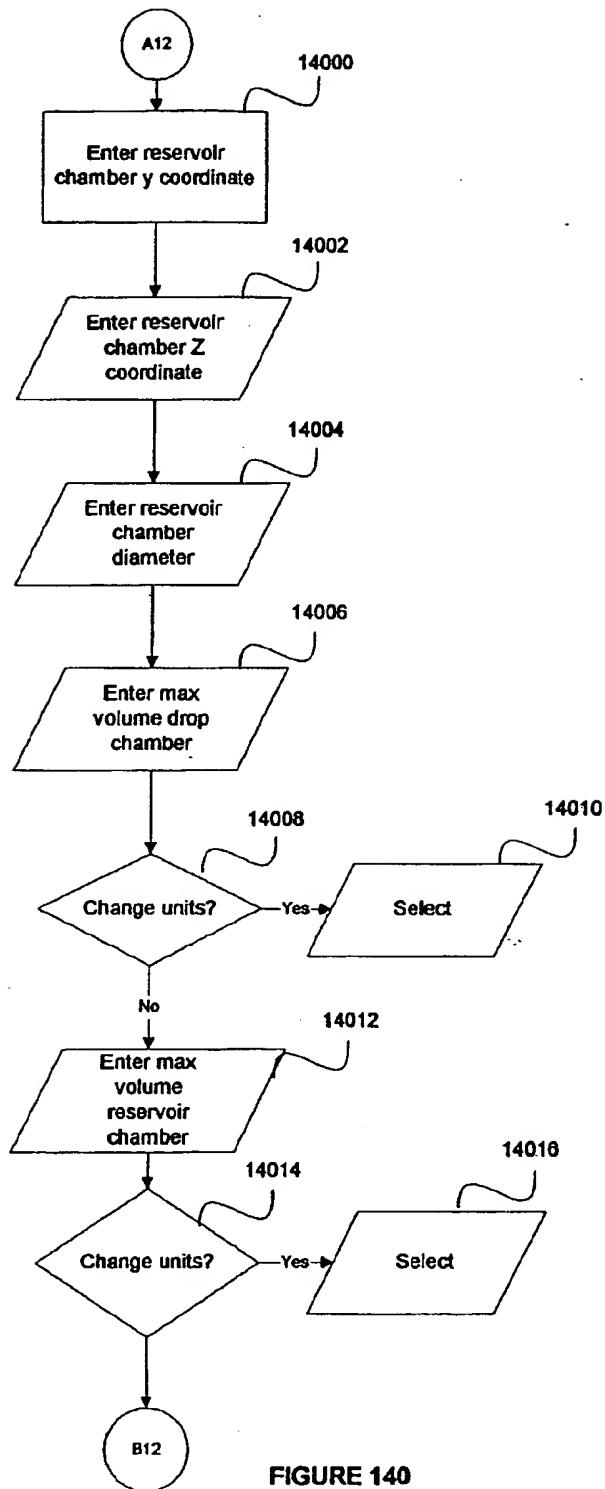 A12
14000
Enter reservoir
chamber y coordinate
14002
Enter reservoir
chamber Z
coordinate
14004
Enter reservoir
chamber
diameter
14006
Enter max
volume drop
chamber
14008
Change units?
Yes
14010
Select
No
14012
Enter max
volume
reservoir
chamber
14014
Change units?
Yes
14016
Select
B12
FIGURE 140